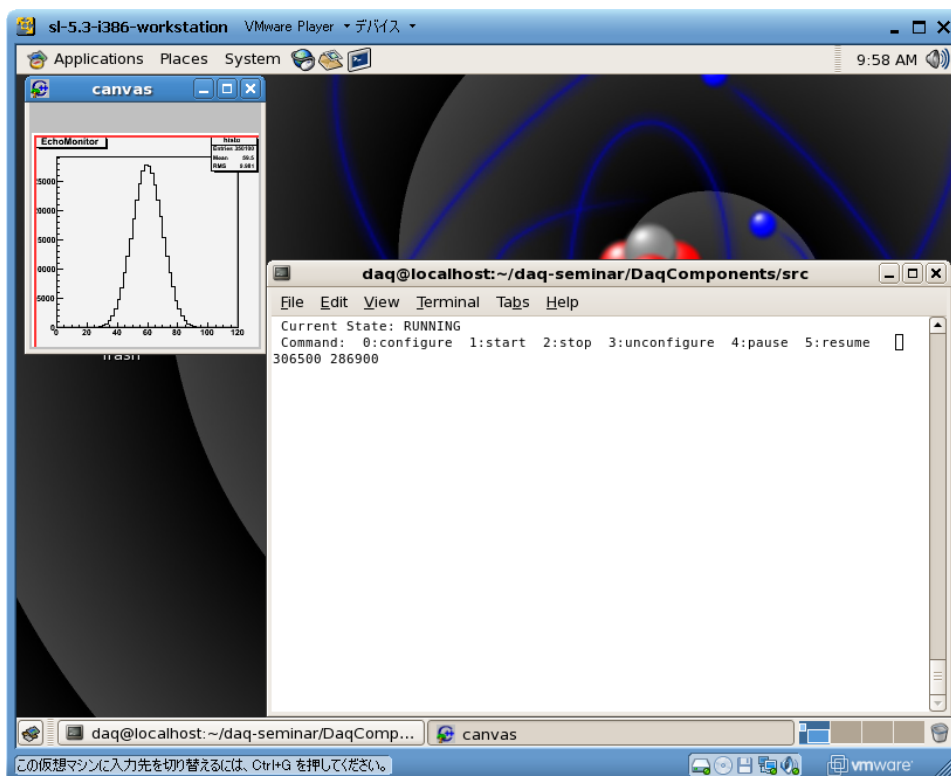 sl-5.3-i386-workstation VMware Player デバイス
Applications Places System 9:58 AM
canvas
EchoMonitor
histo
Mean 59.5
RMS 9.981
0 20 40 60 80 100 120
daq@localhost:~/daq-seminar/DaqComponents/src
File Edit View Terminal Tabs Help
Current State: RUNNING
Command: 0:configure 1:start 2:stop 3:unconfigure 4:pause 5:resume
306500 286900
daq@localhost:~/daq-seminar/DaqComp... canvas
この仮想マシンに入力先を切り替えるには、Ctrl+G を押してください。
vmware